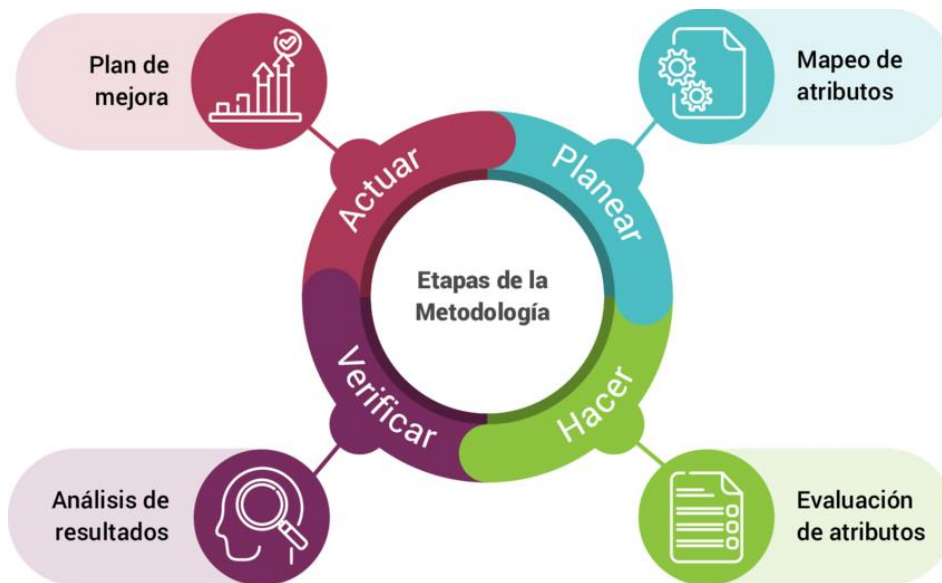 Plan de
mejora
Mapeo de
atributos
Actuar
Planear
Etapas de la
Metodología
Verificar
Hacer
Análisis de
resultados
Evaluación
de atributos